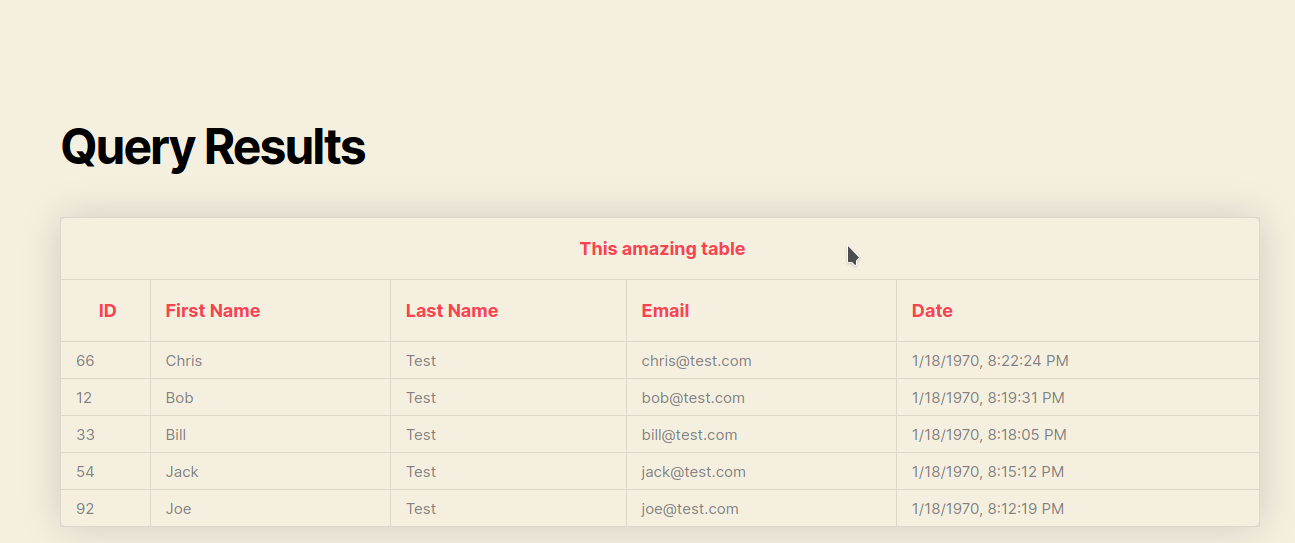 Query Results
This amazing table
ID First Name Last Name Email Date
66 Chris Test chris@test.com 1/18/1970, 8:22:24 PM
12 Bob Test bob@test.com 1/18/1970, 8:19:31 PM
33 Bill Test bill@test.com 1/18/1970, 8:18:05 PM
54 Jack Test jack@test.com 1/18/1970, 8:15:12 PM
92 Joe Test joe@test.com 1/18/1970, 8:12:19 PM